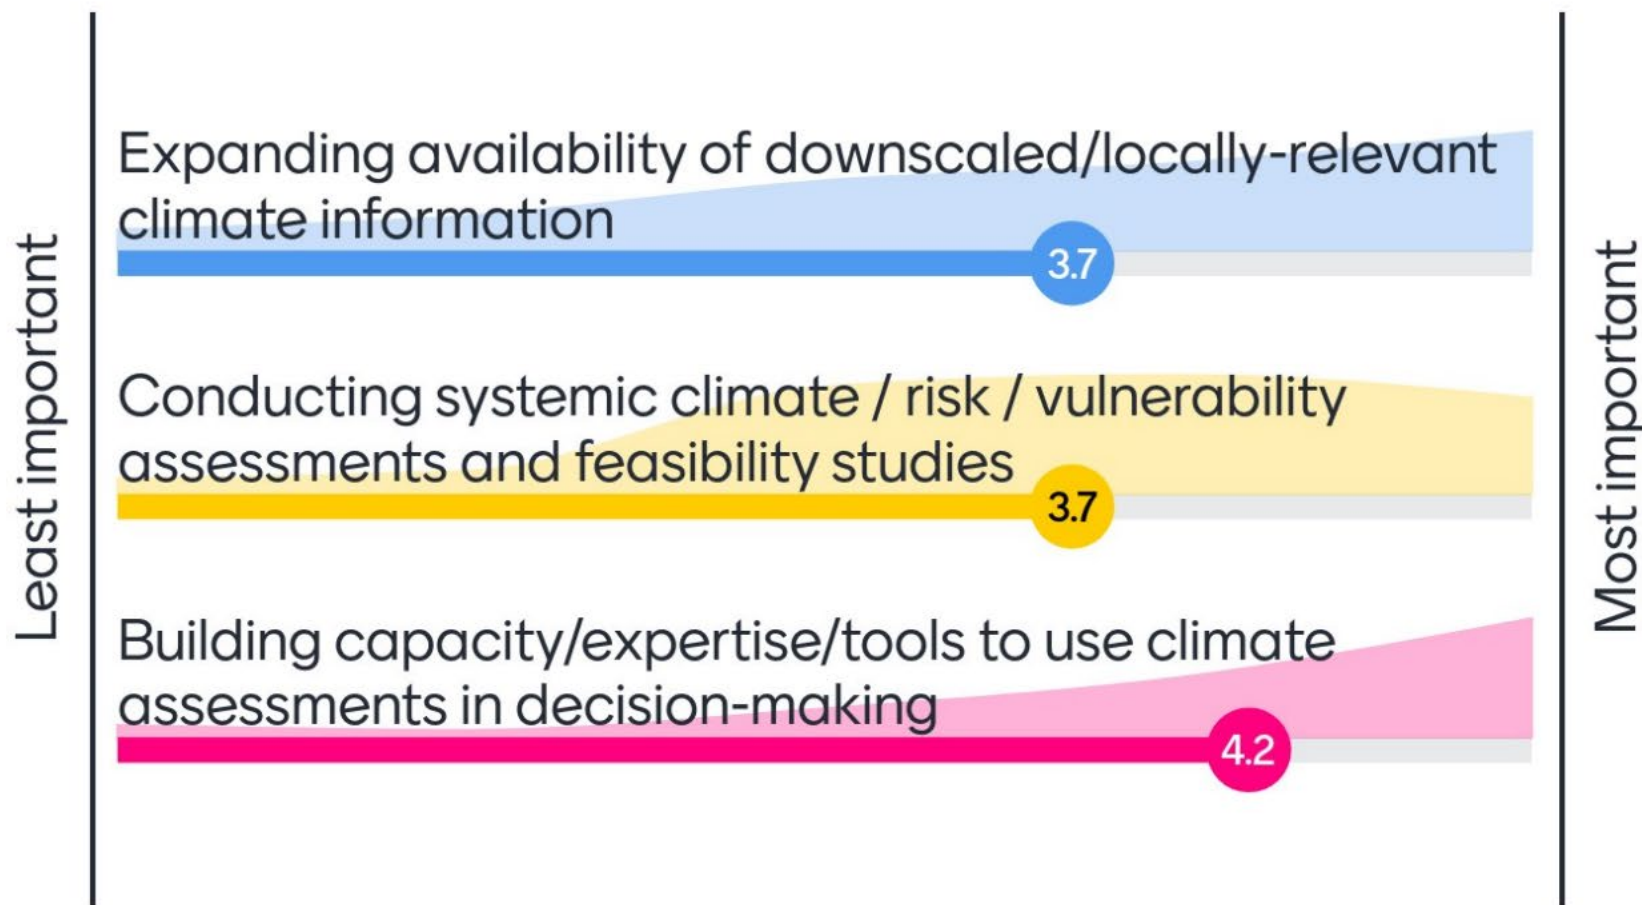 Least important
Expanding availability of downscaled/locally-relevant
climate information
3.7
Conducting systemic climate / risk / vulnerability
assessments and feasibility studies
3.7
Building capacity/expertise/tools to use climate
assessments in decision-making
4.2
Most important